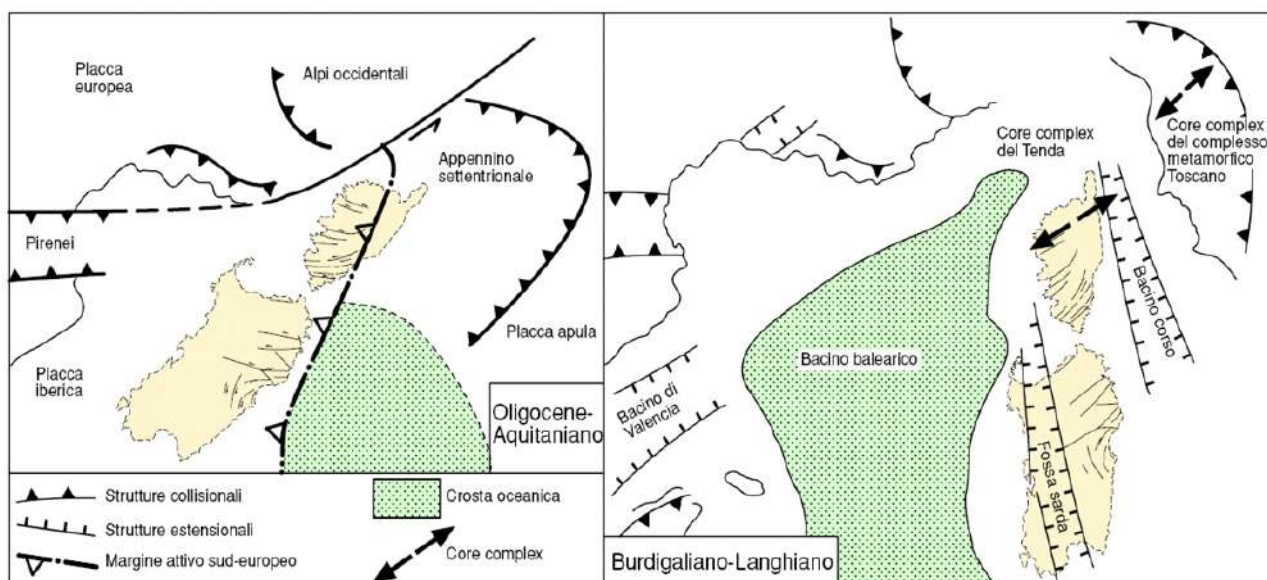 Placca
europea
Alpi occidentali
Appennino
settentrionale
Pirenei
Placca apula
Placca
iberica
Oligocene-
Aquitaniano
Strutture collisionali
Strutture estensionali
Margine attivo sud-europeo
Crosta oceanica
Core complex
Core complex
del Tenda
Core complex
del complesso
metamorfico
Toscano
Bacino corso
Bacino balearico
Bacino di
Valencia
Fossa sarda
Burdigaliano-Langhiano